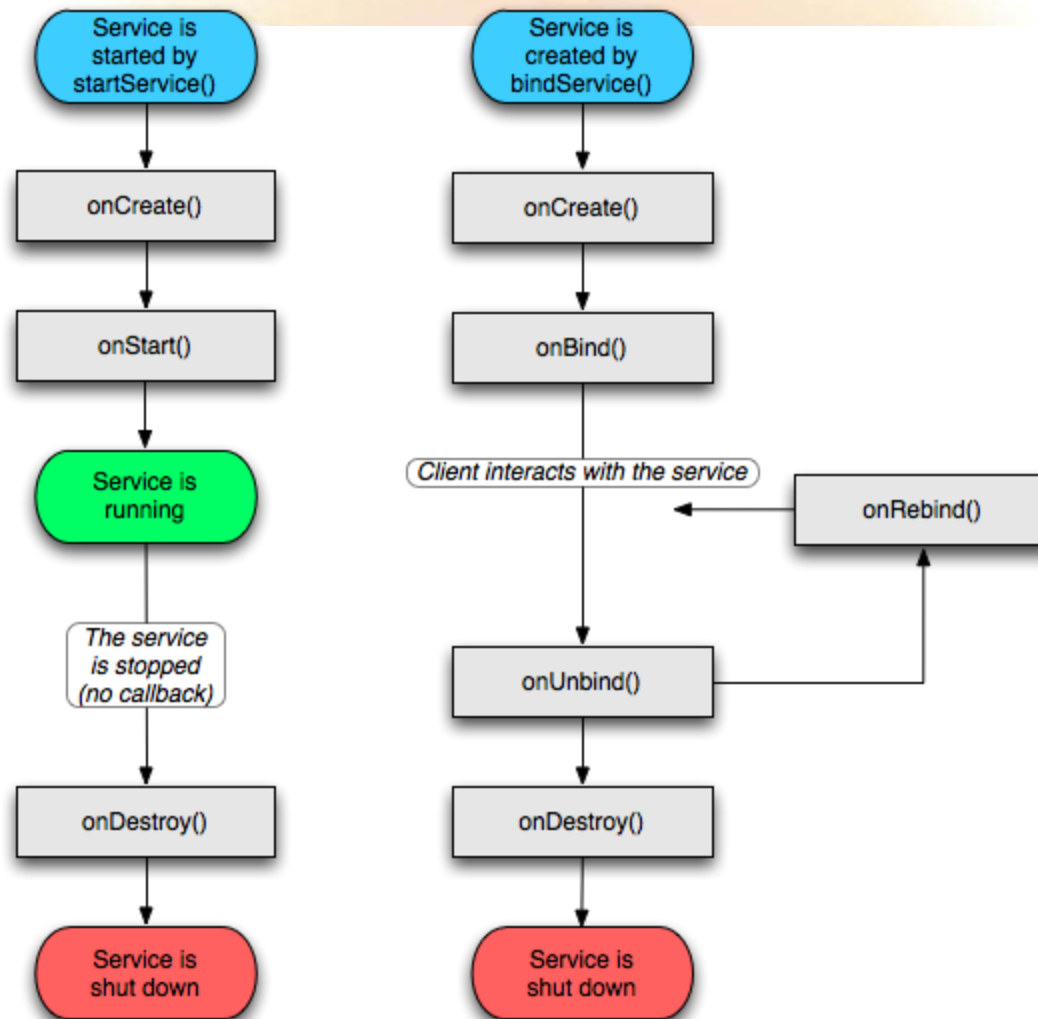 Service is
started by
startService()
onCreate()
onStart()
Service is
running
The service
is stopped
(no callback)
onDestroy()
Service is
shut down
Service is
created by
bindService()
onCreate()
onBind()
Client interacts with the service
onRebind()
onUnbind()
onDestroy()
Service is
shut down